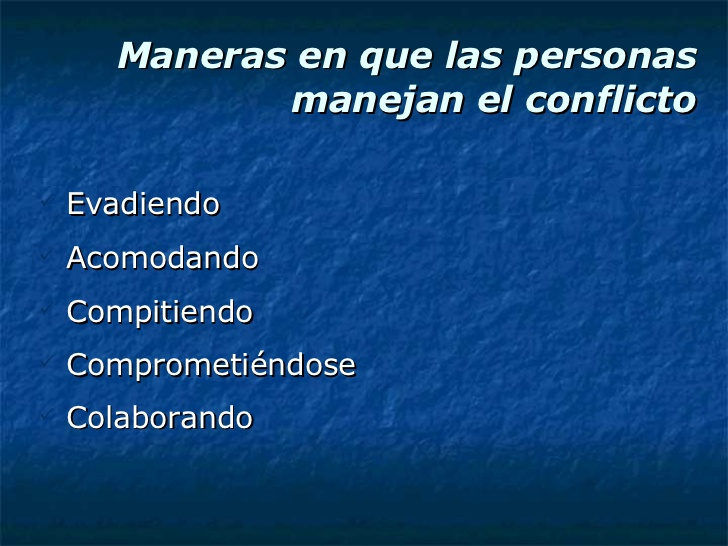 Maneras en que las personas
manejan el conflicto
Evadiendo
Acomodando
Compitiendo
Comprometiéndose
Colaborando